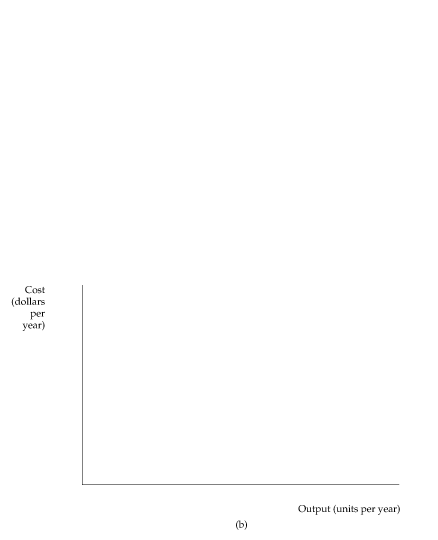 Cost
(dollars
per
year)
Output (units per year)
(b)